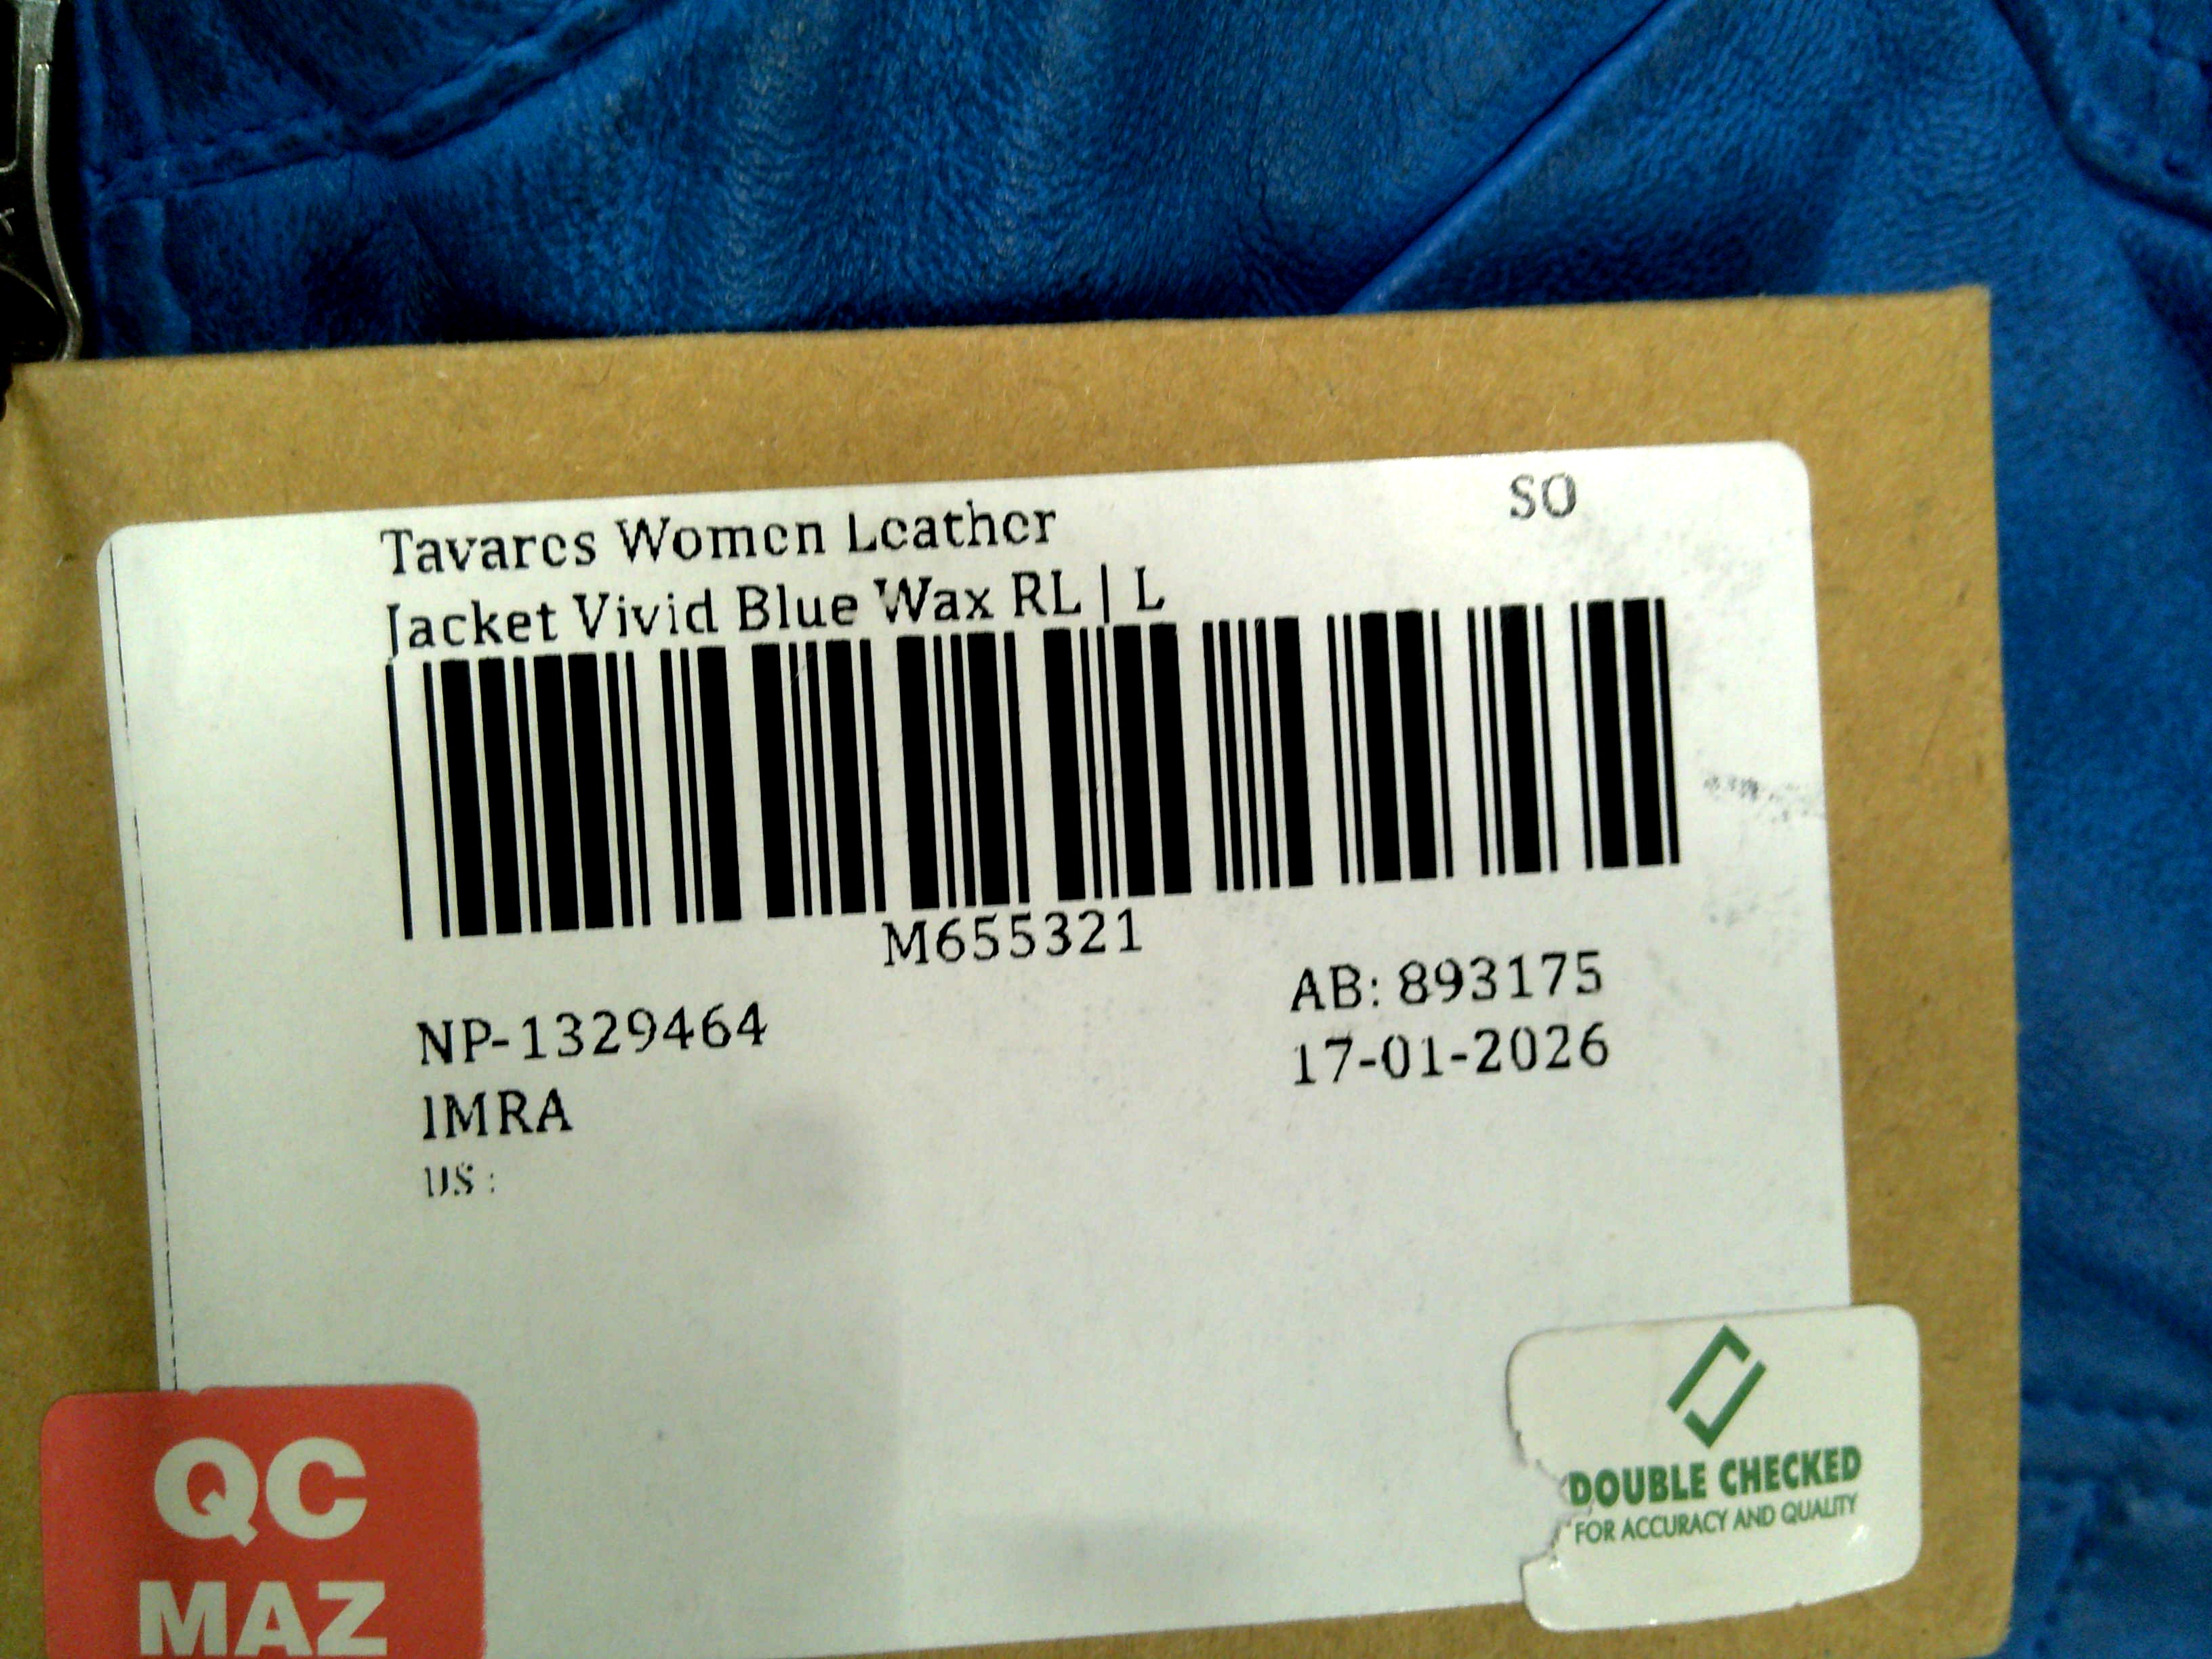 SO
Tavares Women Leather
Jacket Vivid Blue Wax RL | L
M655321
AB: 893175
NP-1329464
17-01-2026
IMRA
US :
QC
MAZ
DOUBLE CHECKED
FOR ACCURACY AND QUALITY